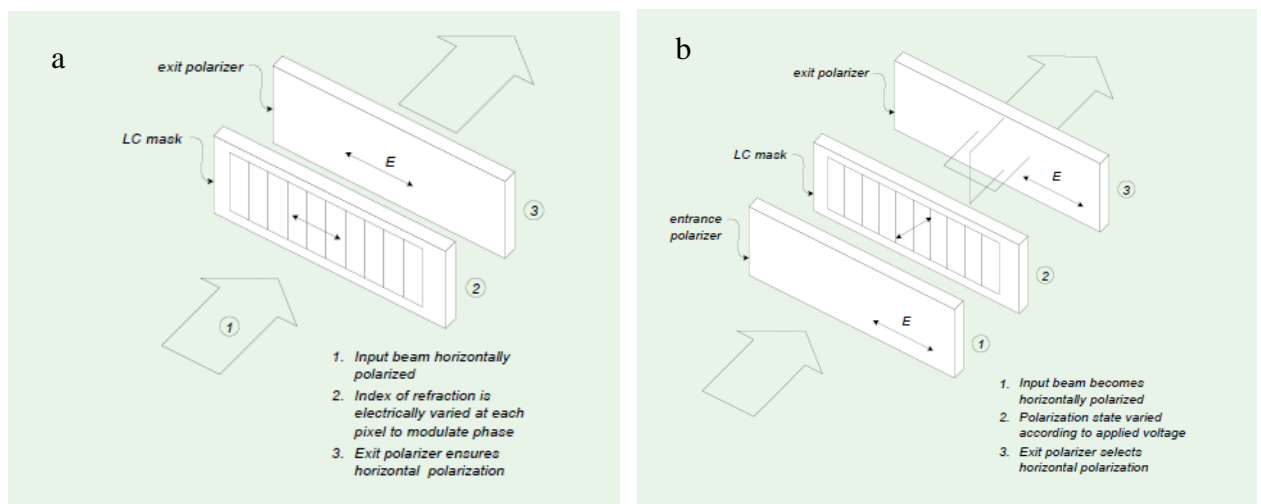 a
exit polarizer
LC mask
E
3
2
1
1. Input beam horizontally
polarized
2. Index of refraction is
electrically varied at each
pixel to modulate phase
3. Exit polarizer ensures
horizontal polarization
b
exit polarizer
LC mask
entrance
polarizer
E
3
2
E
1
1. Input beam becomes
horizontally polarized
2. Polarization state varied
according to applied voltage
3. Exit polarizer selects
horizontal polarization